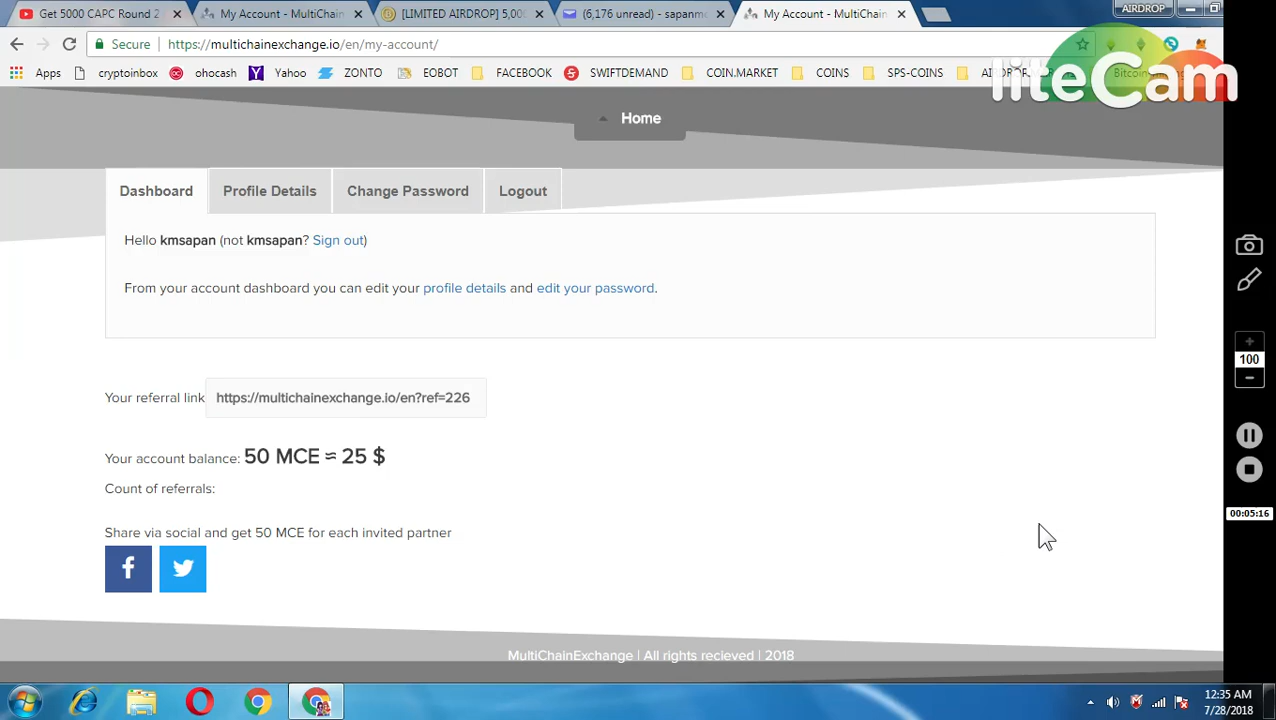 Get 5000 CAPC Round 2
My Account - MultiChain
[LIMITED AIRDROP] 5,00
(6,176 unread) - sapanm
My Account - MultiChain
AIRDROP
Secure
https://multichainexchange.io/en/my-account/
Apps
cryptoinbox
ohocash
Yahoo
ZONT
EOBOT
FACEBOOK
SWIFTDEMAND
COIN.MARKET
COINS
SPS-COINS
liteCam
Home
Dashboard
Profile Details
Change Password
Logout
Hello kmsapan (not kmsapan? Sign out)
From your account dashboard you can edit your profile details and edit your password.
100
Your referral link
https://multichainexchange.io/en?ref=226
Your account balance: 50 MCE ≈ 25 $
Count of referrals:
00:05:16
Share via social and get 50 MCE for each invited partner
MultiChainExchange | All rights recieved | 2018
12:35 AM
7/28/2018